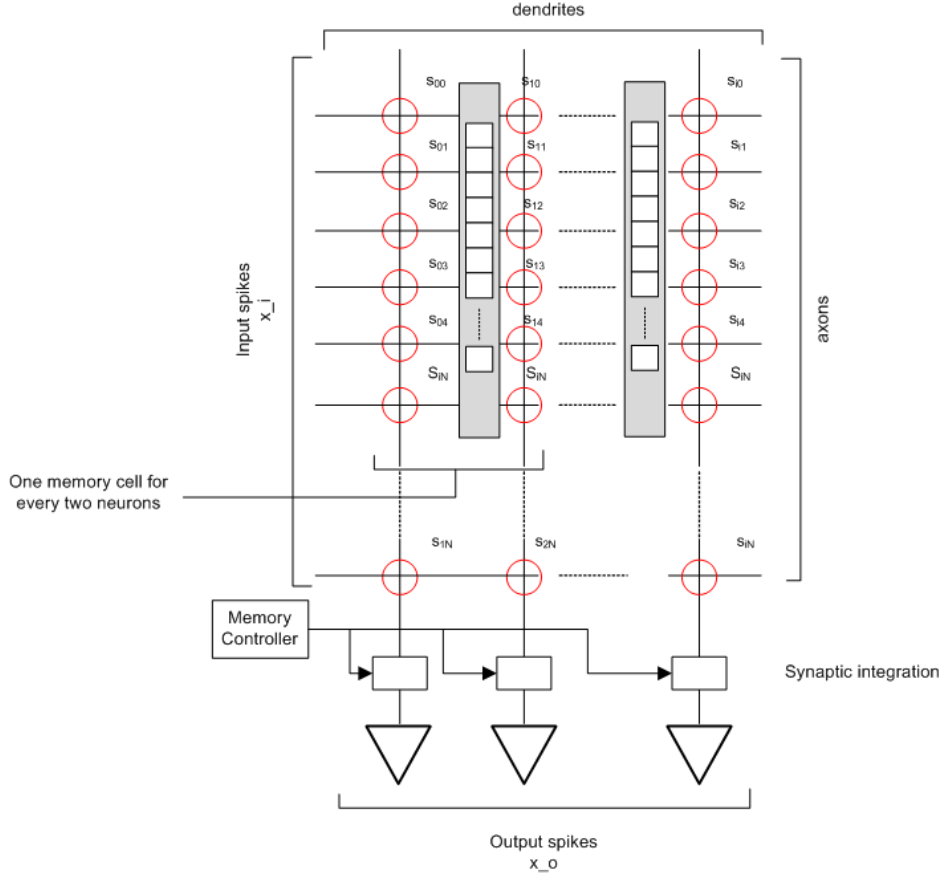 dendrites
s00 s10 si0
s01 s11 si1
s02 s12 si2
s03 s13 si3
s04 s14 si4
SiN SiN SiN
Input spikes
x_i
axons
One memory cell for
every two neurons
s1N s2N siN
Memory
Controller
Synaptic integration
Output spikes
x_o